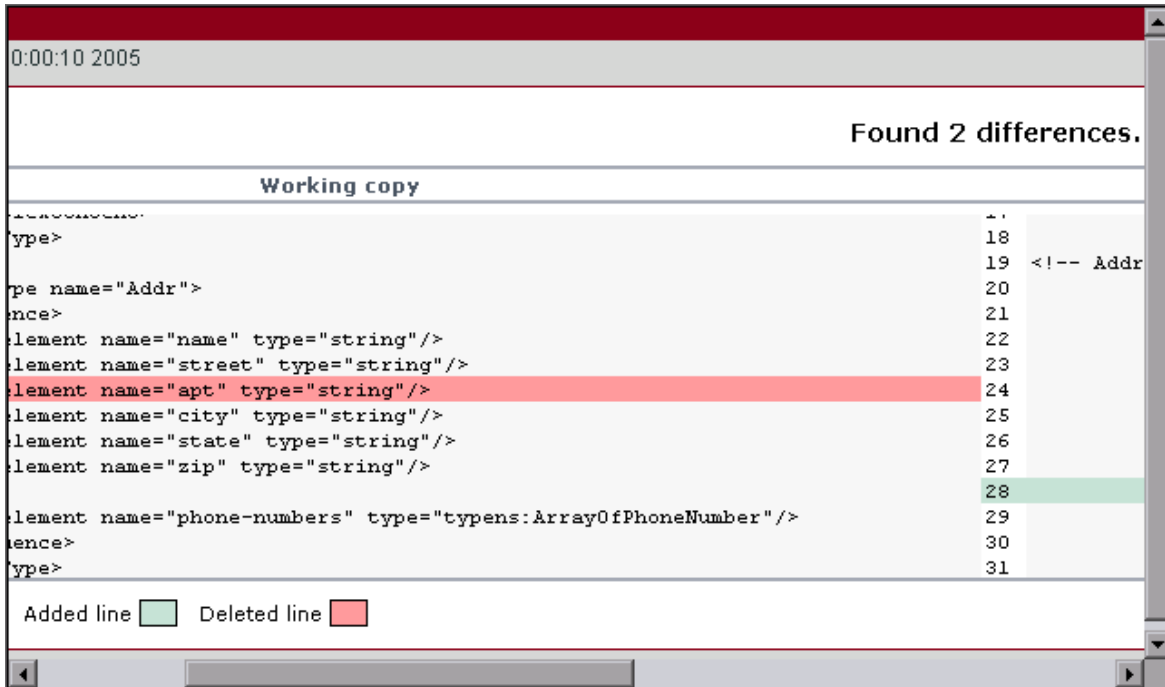 0:00:10 2005
Found 2 differences.
Working copy
ype> 18
19 <!-- Addr
pe name="Addr"> 20
nce> 21
lement name="name" type="string"/> 22
lement name="street" type="string"/> 23
lement name="apt" type="string"/> 24
lement name="city" type="string"/> 25
lement name="state" type="string"/> 26
lement name="zip" type="string"/> 27
28
lement name="phone-numbers" type="typens:ArrayOfPhoneNumber"/> 29
ence> 30
ype> 31
Added line Deleted line